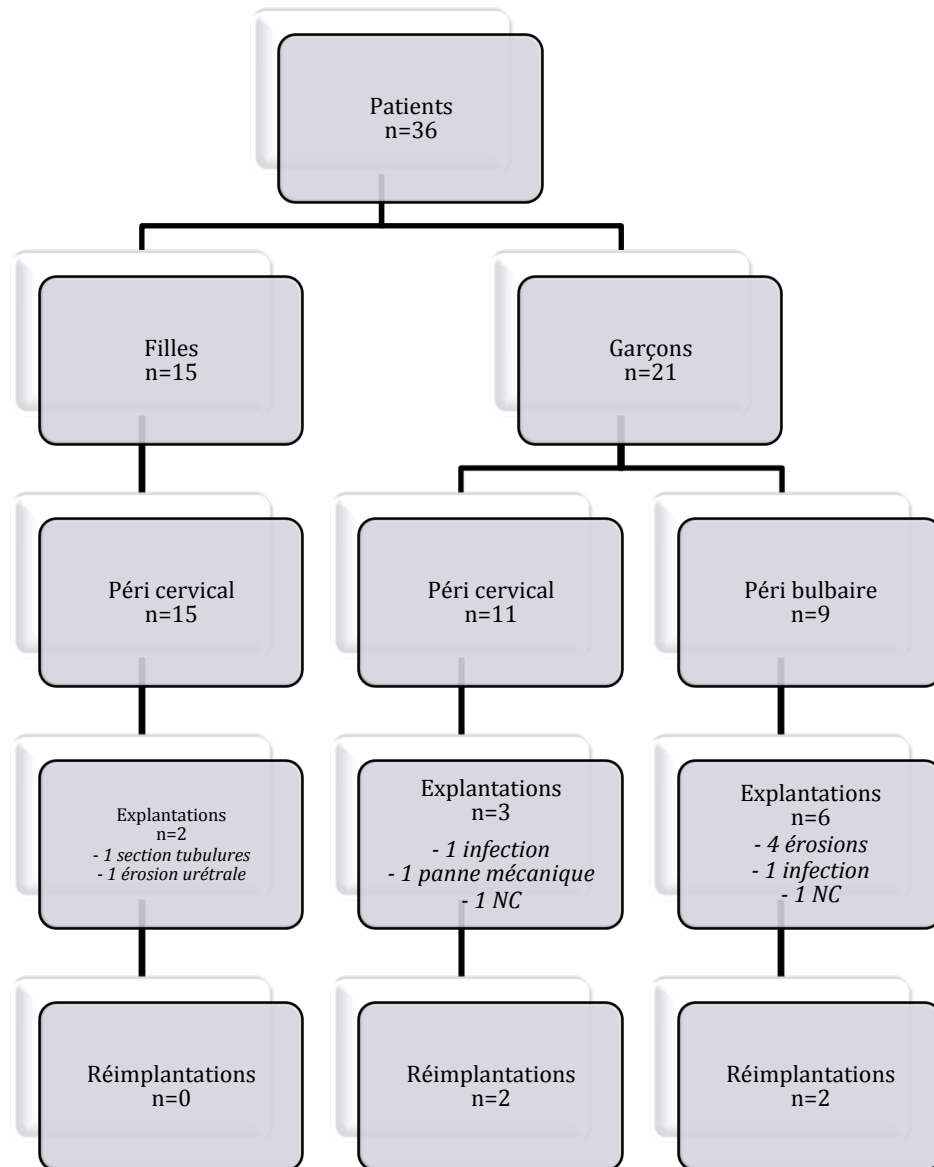 Patients
n=36
Filles
n=15
Garçons
n=21
Péri cervical
n=15
Péri cervical
n=11
Péri bulbaire
n=9
Explantations
n=2
- 1 section tubulures
- 1 érosion urétrale
Explantations
n=3
- 1 infection
- 1 panne mécanique
- 1 NC
Explantations
n=6
- 4 érosions
- 1 infection
- 1 NC
Réimplantations
n=0
Réimplantations
n=2
Réimplantations
n=2